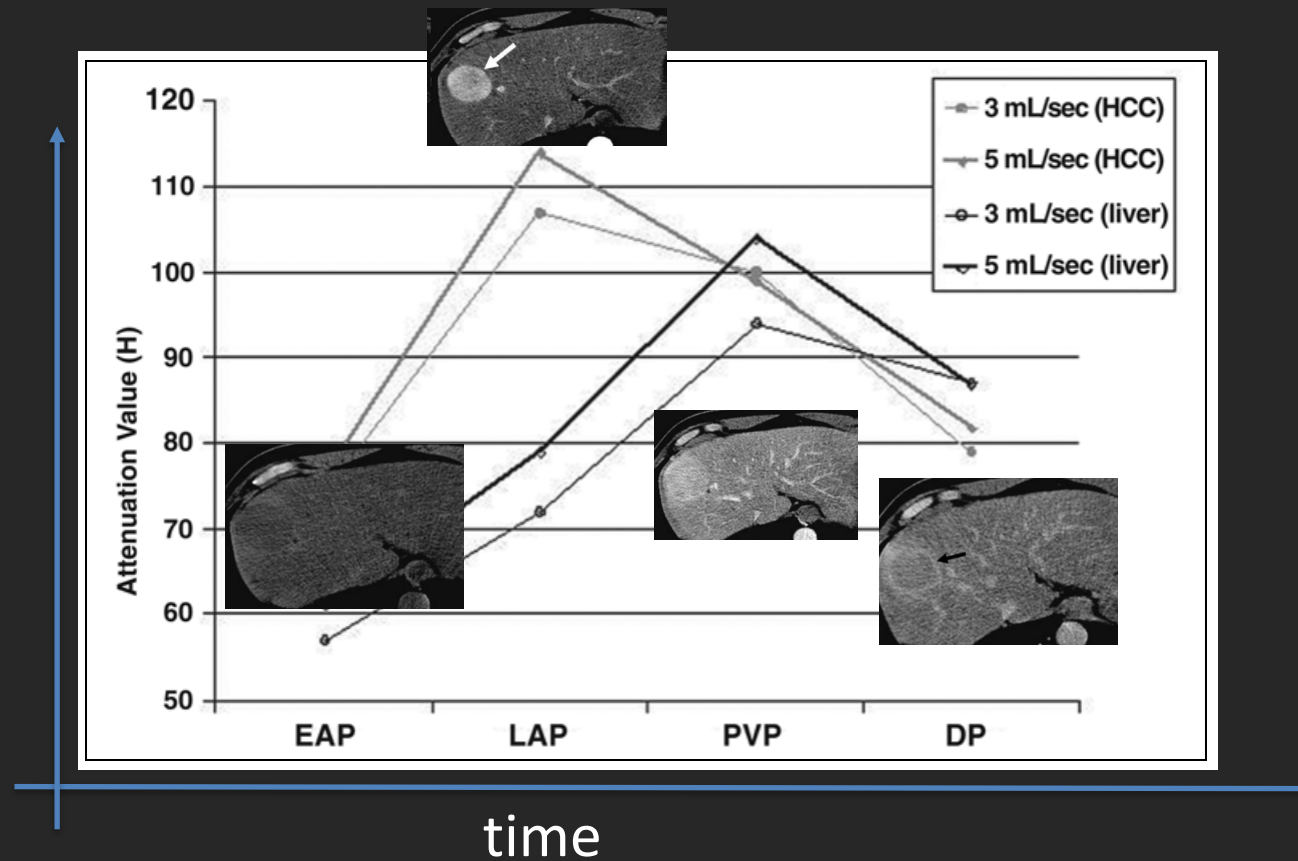 120
110
100
90
80
70
60
50
Attenuation Value (H)
3 mL/sec (HCC)
5 mL/sec (HCC)
3 mL/sec (liver)
5 mL/sec (liver)
EAP LAP PVP DP
time